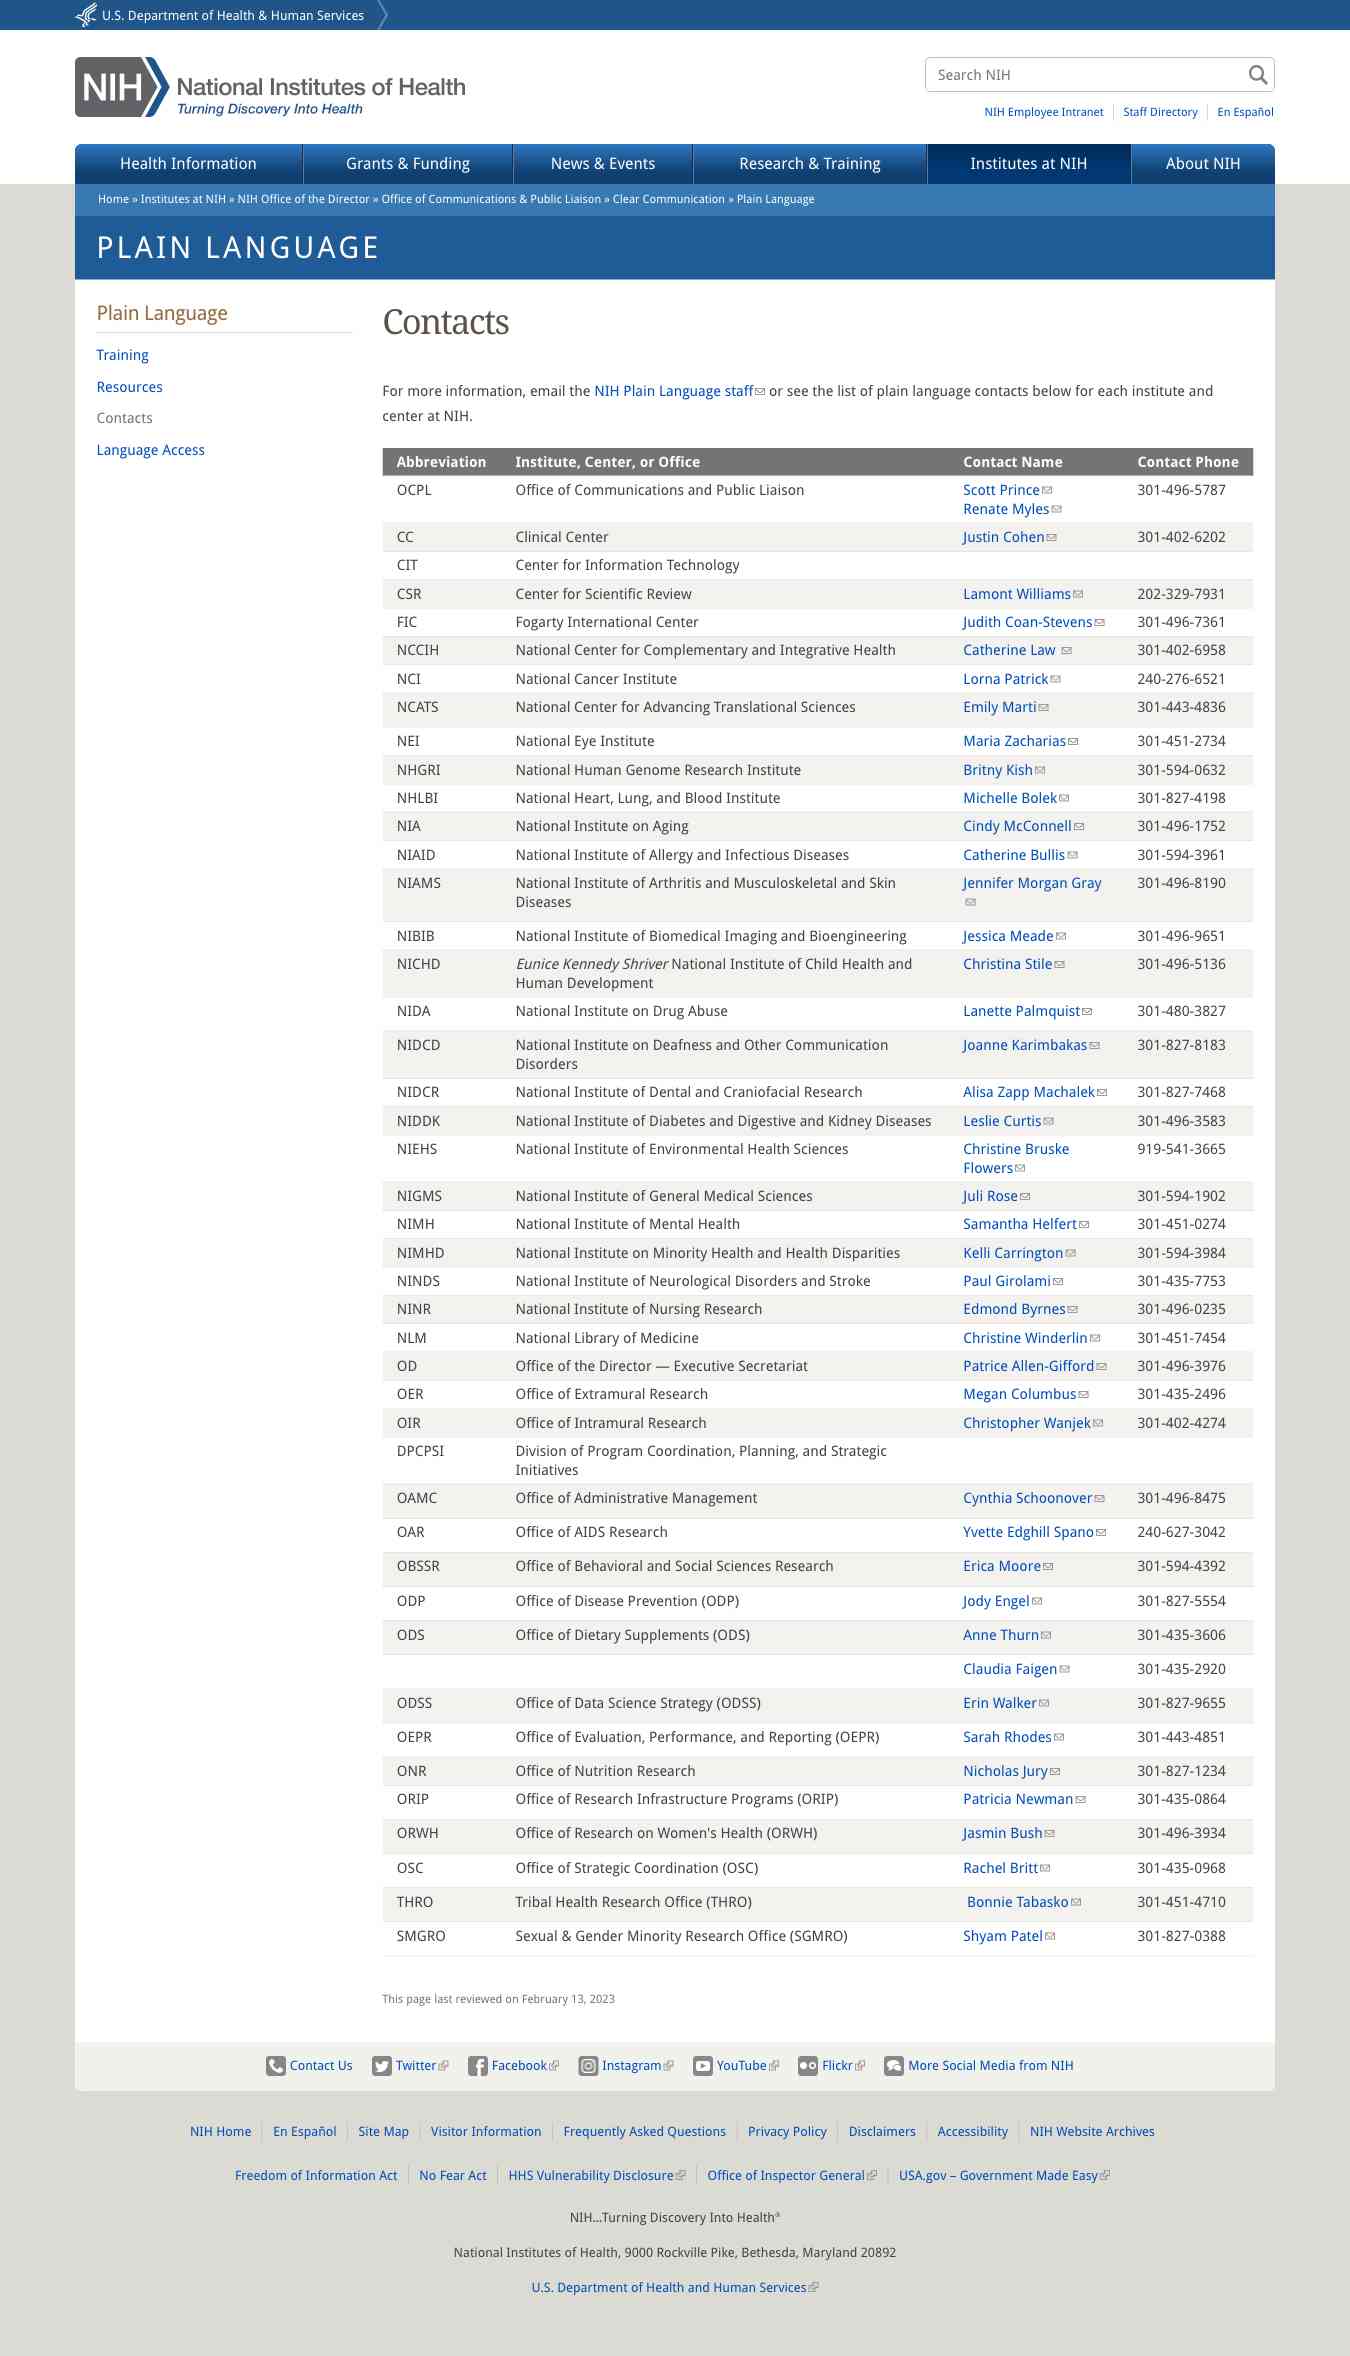 U.S. Department of Health & Human Services
NIH National Institutes of Health
Turning Discovery Into Health
Search NIH
NIH Employee Intranet Staff Directory En Español
Health Information Grants & Funding News & Events Research & Training Institutes at NIH About NIH
Home » Institutes at NIH » NIH Office of the Director » Office of Communications & Public Liaison » Clear Communication » Plain Language
PLAIN LANGUAGE
Plain Language
Training
Resources
Contacts
Language Access
Contacts
For more information, email the NIH Plain Language staff or see the list of plain language contacts below for each institute and
center at NIH.
Abbreviation Institute, Center, or Office Contact Name Contact Phone
OCPL Office of Communications and Public Liaison Scott Prince 301-496-5787
Renate Myles
CC Clinical Center Justin Cohen 301-402-6202
CIT Center for Information Technology
CSR Center for Scientific Review Lamont Williams 202-329-7931
FIC Fogarty International Center Judith Coan-Stevens 301-496-7361
NCCIH National Center for Complementary and Integrative Health Catherine Law 301-402-6958
NCI National Cancer Institute Lorna Patrick 240-276-6521
NCATS National Center for Advancing Translational Sciences Emily Marti 301-443-4836
NEI National Eye Institute Maria Zacharias 301-451-2734
NHGRI National Human Genome Research Institute Britny Kish 301-594-0632
NHLBI National Heart, Lung, and Blood Institute Michelle Bolek 301-827-4198
NIA National Institute on Aging Cindy McConnell 301-496-1752
NIAID National Institute of Allergy and Infectious Diseases Catherine Bullis 301-594-3961
NIAMS National Institute of Arthritis and Musculoskeletal and Skin Jennifer Morgan Gray 301-496-8190
Diseases
NIBIB National Institute of Biomedical Imaging and Bioengineering Jessica Meade 301-496-9651
NICHD Eunice Kennedy Shriver National Institute of Child Health and Christina Stile 301-496-5136
Human Development
NIDA National Institute on Drug Abuse Lanette Palmquist 301-480-3827
NIDCD National Institute on Deafness and Other Communication Joanne Karimbakas 301-827-8183
Disorders
NIDCR National Institute of Dental and Craniofacial Research Alisa Zapp Machalek 301-827-7468
NIDDK National Institute of Diabetes and Digestive and Kidney Diseases Leslie Curtis 301-496-3583
NIEHS National Institute of Environmental Health Sciences Christine Bruske 919-541-3665
Flowers
NIGMS National Institute of General Medical Sciences Juli Rose 301-594-1902
NIMH National Institute of Mental Health Samantha Helfert 301-451-0274
NIMHD National Institute on Minority Health and Health Disparities Kelli Carrington 301-594-3984
NINDS National Institute of Neurological Disorders and Stroke Paul Girolami 301-435-7753
NINR National Institute of Nursing Research Edmond Byrnes 301-496-0235
NLM National Library of Medicine Christine Winderlin 301-451-7454
OD Office of the Director — Executive Secretariat Patrice Allen-Gifford 301-496-3976
OER Office of Extramural Research Megan Columbus 301-435-2496
OIR Office of Intramural Research Christopher Wanjek 301-402-4274
DPCPSI Division of Program Coordination, Planning, and Strategic
Initiatives
OAMC Office of Administrative Management Cynthia Schoonover 301-496-8475
OAR Office of AIDS Research Yvette Edghill Spano 240-627-3042
OBSSR Office of Behavioral and Social Sciences Research Erica Moore 301-594-4392
ODP Office of Disease Prevention (ODP) Jody Engel 301-827-5554
ODS Office of Dietary Supplements (ODS) Anne Thurn 301-435-3606
Claudia Faigen 301-435-2920
ODSS Office of Data Science Strategy (ODSS) Erin Walker 301-827-9655
OEPR Office of Evaluation, Performance, and Reporting (OEPR) Sarah Rhodes 301-443-4851
ONR Office of Nutrition Research Nicholas Jury 301-827-1234
ORIP Office of Research Infrastructure Programs (ORIP) Patricia Newman 301-435-0864
ORWH Office of Research on Women's Health (ORWH) Jasmin Bush 301-496-3934
OSC Office of Strategic Coordination (OSC) Rachel Britt 301-435-0968
THRO Tribal Health Research Office (THRO) Bonnie Tabasko 301-451-4710
SMGRO Sexual & Gender Minority Research Office (SGMRO) Shyam Patel 301-827-0388
This page last reviewed on February 13, 2023
Contact Us Twitter Facebook Instagram YouTube Flickr More Social Media from NIH
NIH Home En Español Site Map Visitor Information Frequently Asked Questions Privacy Policy Disclaimers Accessibility NIH Website Archives
Freedom of Information Act No Fear Act HHS Vulnerability Disclosure Office of Inspector General USA.gov – Government Made Easy
NIH...Turning Discovery Into Health®
National Institutes of Health, 9000 Rockville Pike, Bethesda, Maryland 20892
U.S. Department of Health and Human Services